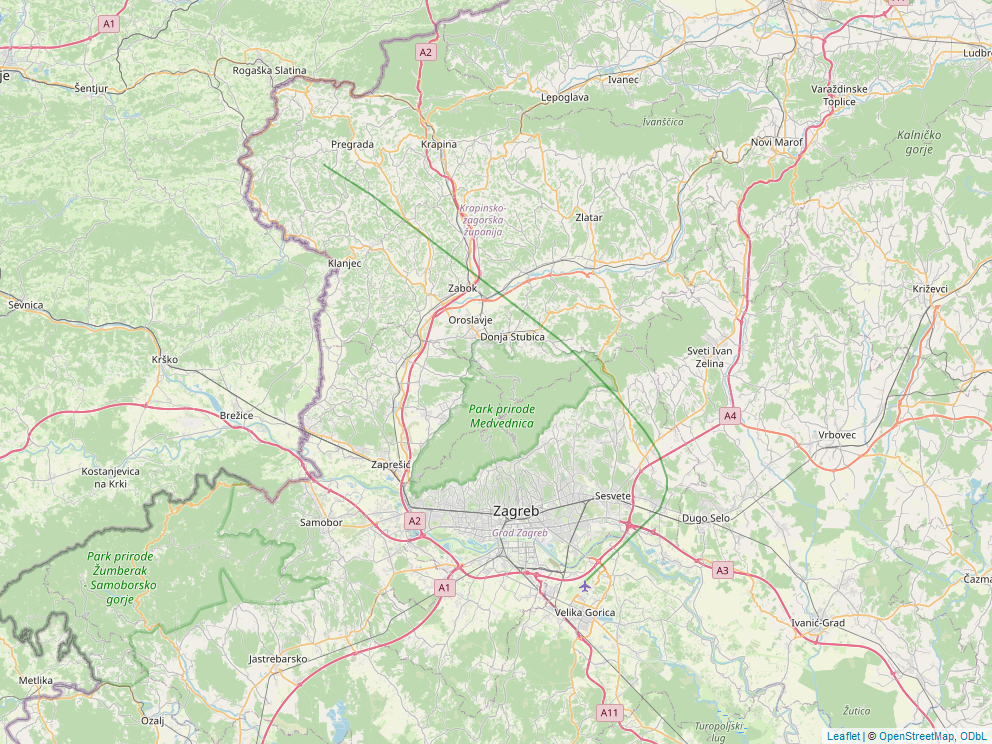 A1
A2
Rogaška Slatina
je
Šentjur
Ivanec
Lepoglava
Varaždinske
Toplice
Ludbr
Ivanščica
Kalničko
gorje
Novi Marof
Pregrada
Krapina
Krapinsko-
zagorska
županija
Zlatar
Klanjec
Zabok
Križevci
Sevnica
Oroslavje
Donja Stubica
Sveti Ivan
Zelina
Krško
Brežice
Park prirode
Medvednica
A4
Vrbovec
Kostanjevica
na Krki
Zaprešić
Sesvete
Zagreb
Grad Zagreb
Dugo Selo
Samobor
A2
Park prirode
Žumberak
- Samoborsko
gorje
A1
A3
Čazma
Velika Gorica
Ivanić-Grad
Jastrebarsko
Metlika
Ozalj
A11
Žutica
Turopoljski
lug
Leaflet | © OpenStreetMap, ODbL